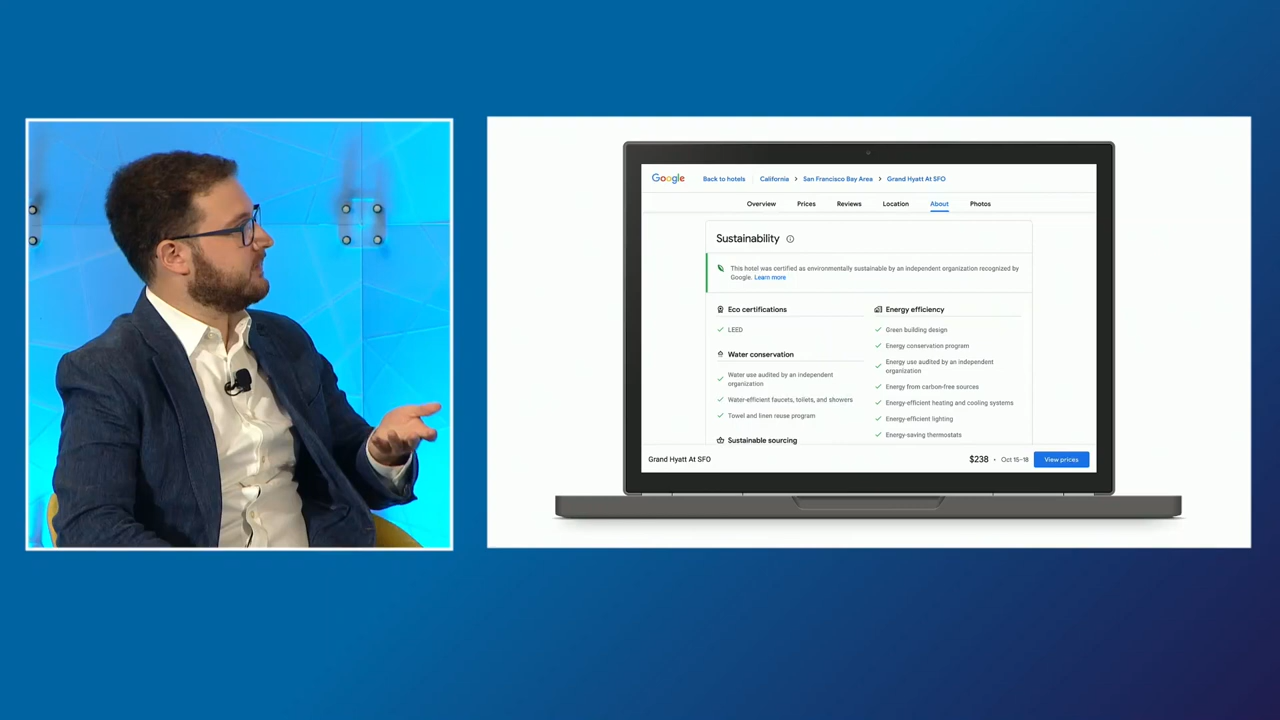 Google
Back to hotels
California > San Francisco Bay Area > Grand Hyatt At SFO
Overview Prices Reviews Location About Photos
Sustainability
This hotel was certified as environmentally sustainable by an independent organization recognized by
Google. Learn more
Eco certifications
LEED
Water conservation
Water use audited by an independent
organization
Water-efficient faucets, toilets, and showers
Towel and linen reuse program
Sustainable sourcing
Energy efficiency
Green building design
Energy conservation program
Energy use audited by an independent
organization
Energy from carbon-free sources
Energy-efficient heating and cooling systems
Energy-efficient lighting
Energy-saving thermostats
Grand Hyatt At SFO
$238 • Oct 15–18 View prices